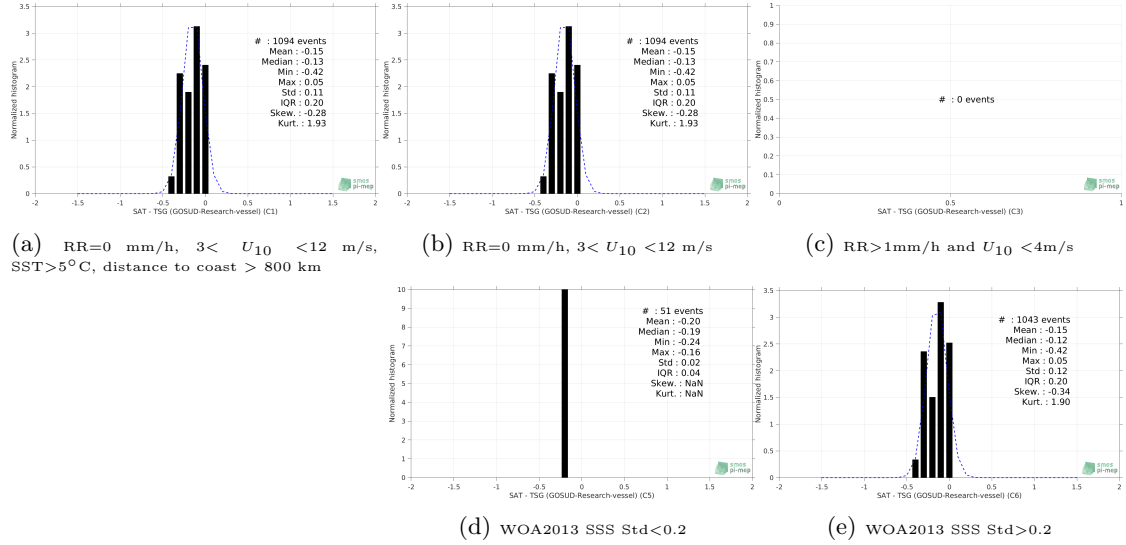 # : 1094 events
Mean : -0.15
Median : -0.13
Min : -0.42
Max : 0.05
Std : 0.11
IQR : 0.20
Skew. : -0.28
Kurt. : 1.93
Normalized histogram
3.5
3
2.5
2
1.5
1
0.5
0
-2 -1.5 -1 -0.5 0 0.5 1 1.5 2
SAT - TSG (GOSUD-Research-vessel) (C1)
smos
pi-mep
(a) RR=0 mm/h, 3< U10 <12 m/s,
SST>5°C, distance to coast > 800 km
# : 1094 events
Mean : -0.15
Median : -0.13
Min : -0.42
Max : 0.05
Std : 0.11
IQR : 0.20
Skew. : -0.28
Kurt. : 1.93
Normalized histogram
3.5
3
2.5
2
1.5
1
0.5
0
-2 -1.5 -1 -0.5 0 0.5 1 1.5 2
SAT - TSG (GOSUD-Research-vessel) (C2)
smos
pi-mep
(b) RR=0 mm/h, 3< U10 <12 m/s
# : 0 events
Normalized histogram
1
0.9
0.8
0.7
0.6
0.5
0.4
0.3
0.2
0.1
0
0 0.5 1
SAT - TSG (GOSUD-Research-vessel) (C3)
smos
pi-mep
(c) RR>1mm/h and U10 <4m/s
# : 51 events
Mean : -0.20
Median : -0.19
Min : -0.24
Max : -0.16
Std : 0.02
IQR : 0.04
Skew. : NaN
Kurt. : NaN
Normalized histogram
10
9
8
7
6
5
4
3
2
1
0
-2 -1.5 -1 -0.5 0 0.5 1 1.5 2
SAT - TSG (GOSUD-Research-vessel) (C5)
smos
pi-mep
(d) WOA2013 SSS Std<0.2
# : 1043 events
Mean : -0.15
Median : -0.12
Min : -0.42
Max : 0.05
Std : 0.12
IQR : 0.20
Skew. : -0.34
Kurt. : 1.90
Normalized histogram
3.5
3
2.5
2
1.5
1
0.5
0
-2 -1.5 -1 -0.5 0 0.5 1 1.5 2
SAT - TSG (GOSUD-Research-vessel) (C6)
smos
pi-mep
(e) WOA2013 SSS Std>0.2